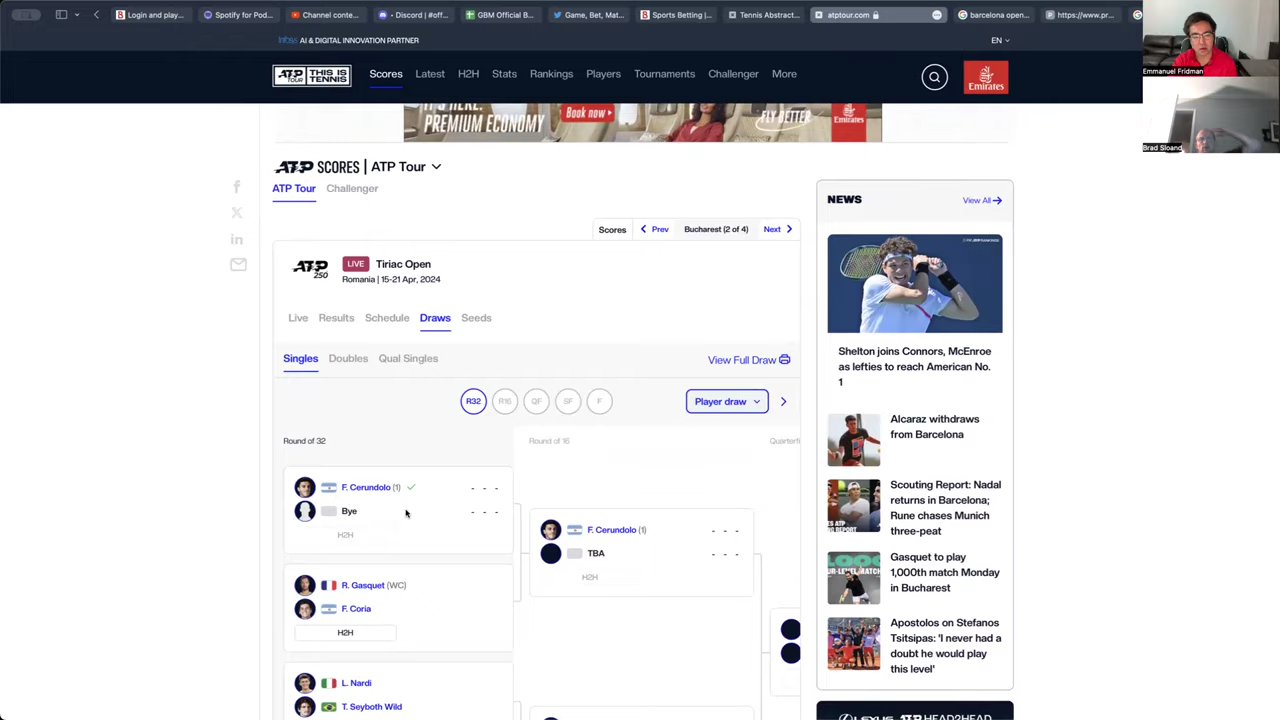 Login and play...
Spotify for Pod...
Channel conte...
Discord | #off...
GBM Official B...
Game, Bet, Mat...
Sports Betting |...
Tennis Abstract...
atptour.com
barcelona open...
https://www.pr...
Emmanuel Fridman
Brad Sloand
Infosys AI & DIGITAL INNOVATION PARTNER
EN
ATP TOUR THIS IS TENNIS
Scores
Latest
H2H
Stats
Rankings
Players
Tournaments
Challenger
More
Emirates
IT'S HERE.
PREMIUM ECONOMY
Book now
FLY BETTER
Emirates
ATP SCORES | ATP Tour
ATP Tour
Challenger
Scores
Prev
Bucharest (2 of 4)
Next
ATP 250
LIVE
Tiriac Open
Romania | 15-21 Apr, 2024
Live
Results
Schedule
Draws
Seeds
Singles
Doubles
Qual Singles
View Full Draw
R32
R16
QF
SF
F
Player draw
Round of 32
Round of 16
Quarterfi
F. Cerundolo (1) - - -
Bye - - -
H2H
R. Gasquet (WC)
F. Coria
H2H
L. Nardi
T. Seyboth Wild
F. Cerundolo (1) - - -
TBA - - -
H2H
NEWS
View All
Shelton joins Connors, McEnroe
as lefties to reach American No.
1
Alcaraz withdraws
from Barcelona
Scouting Report: Nadal
returns in Barcelona;
Rune chases Munich
three-peat
Gasquet to play
1,000th match Monday
in Bucharest
Apostolos on Stefanos
Tsitsipas: 'I never had a
doubt he would play
this level'
LEXUS ATP HEAD2HEAD